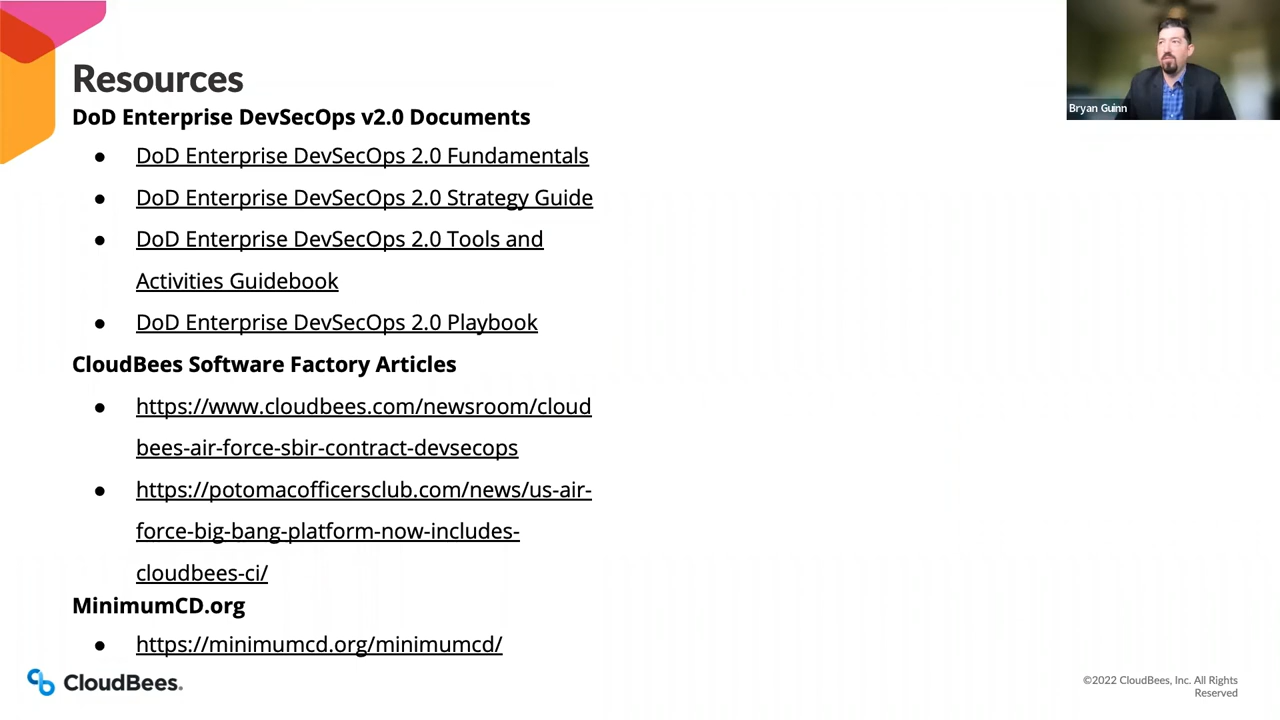 Resources
DoD Enterprise DevSecOps v2.0 Documents
● DoD Enterprise DevSecOps 2.0 Fundamentals
● DoD Enterprise DevSecOps 2.0 Strategy Guide
● DoD Enterprise DevSecOps 2.0 Tools and
Activities Guidebook
● DoD Enterprise DevSecOps 2.0 Playbook
CloudBees Software Factory Articles
● https://www.cloudbees.com/newsroom/cloud
bees-air-force-sbir-contract-devsecops
● https://potomacofficersclub.com/news/us-air-
force-big-bang-platform-now-includes-
cloudbees-ci/
MinimumCD.org
● https://minimumcd.org/minimumcd/
CloudBees.
©2022 CloudBees, Inc. All Rights
Reserved
Bryan Guinn